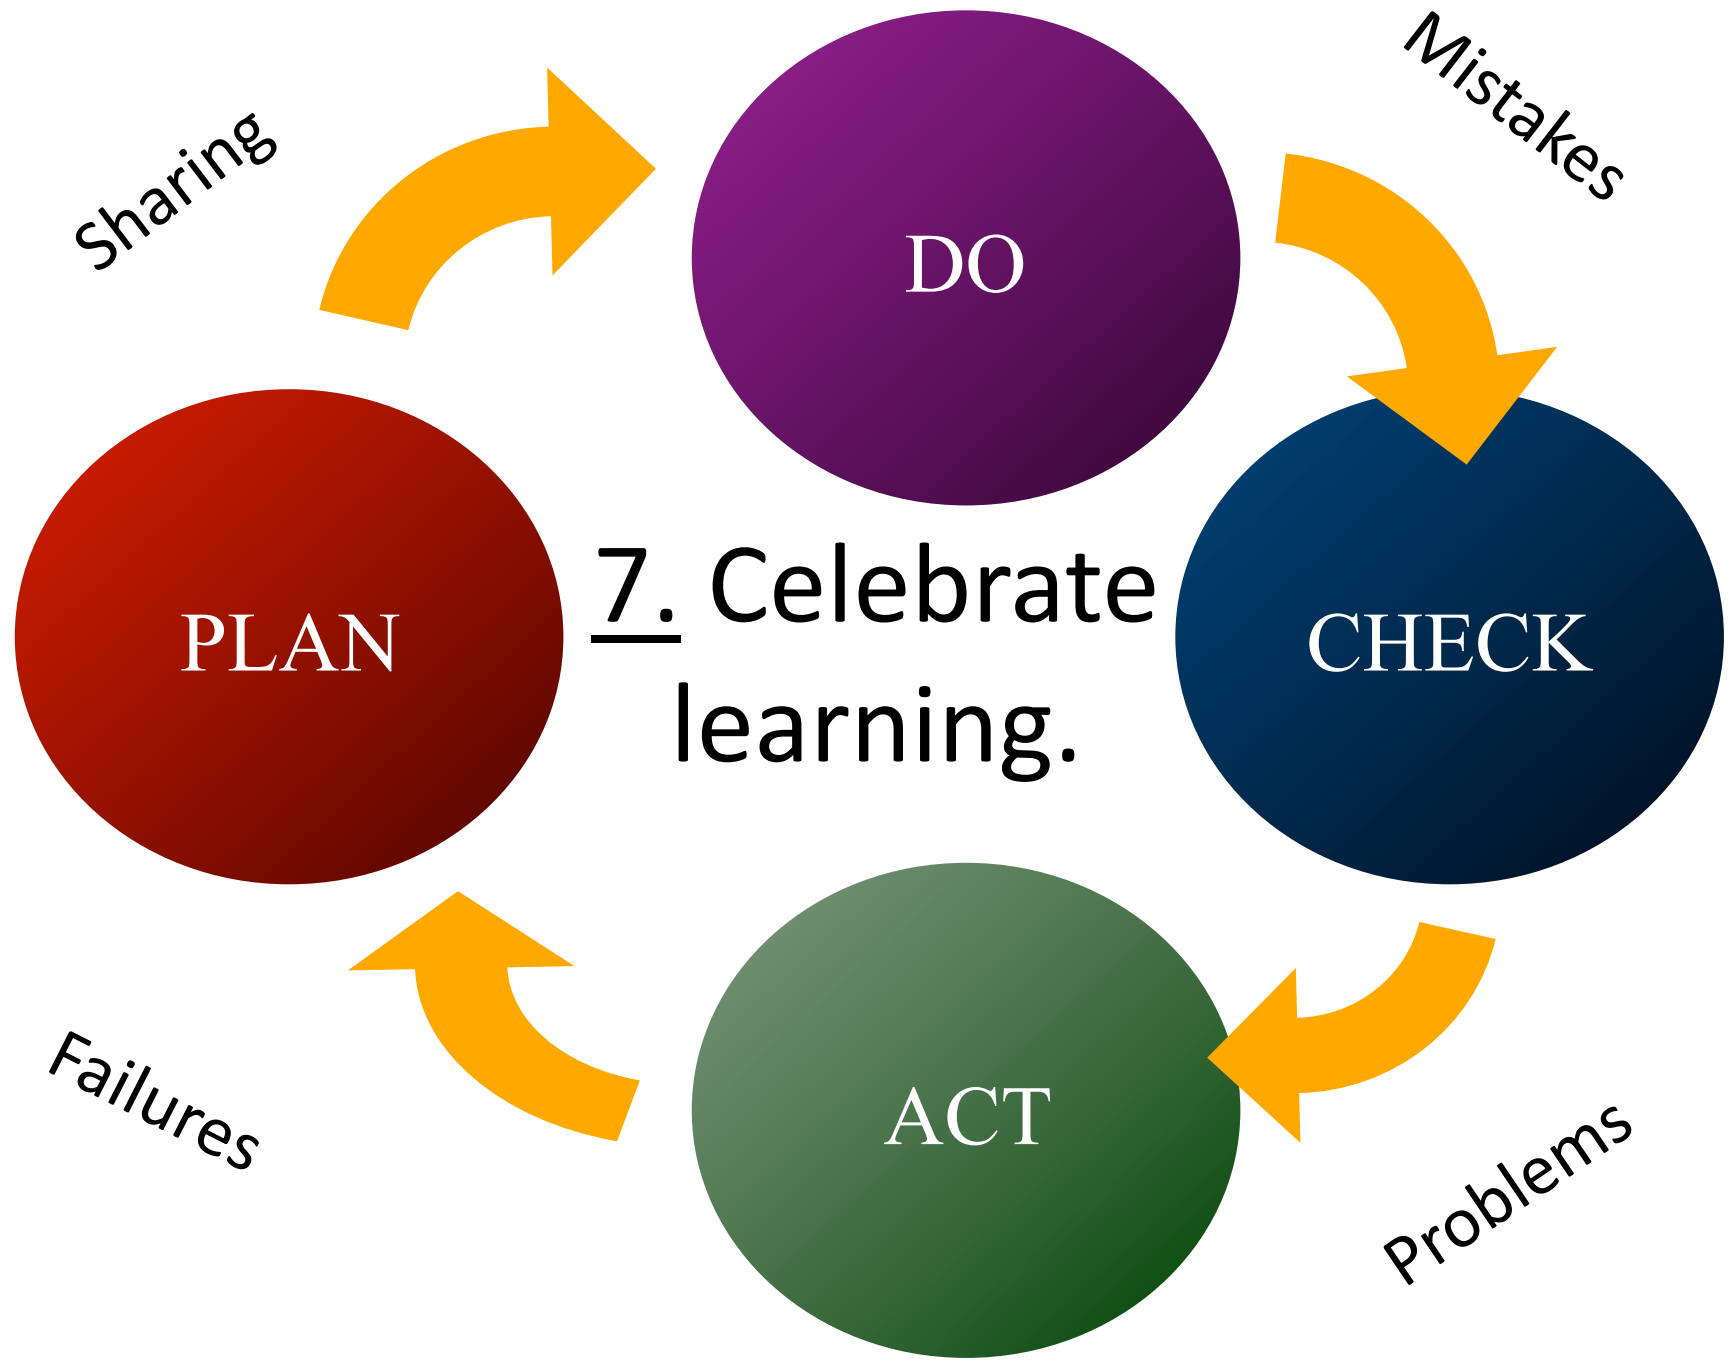 Sharing
Mistakes
DO
PLAN
7. Celebrate
learning.
CHECK
ACT
Failures
Problems